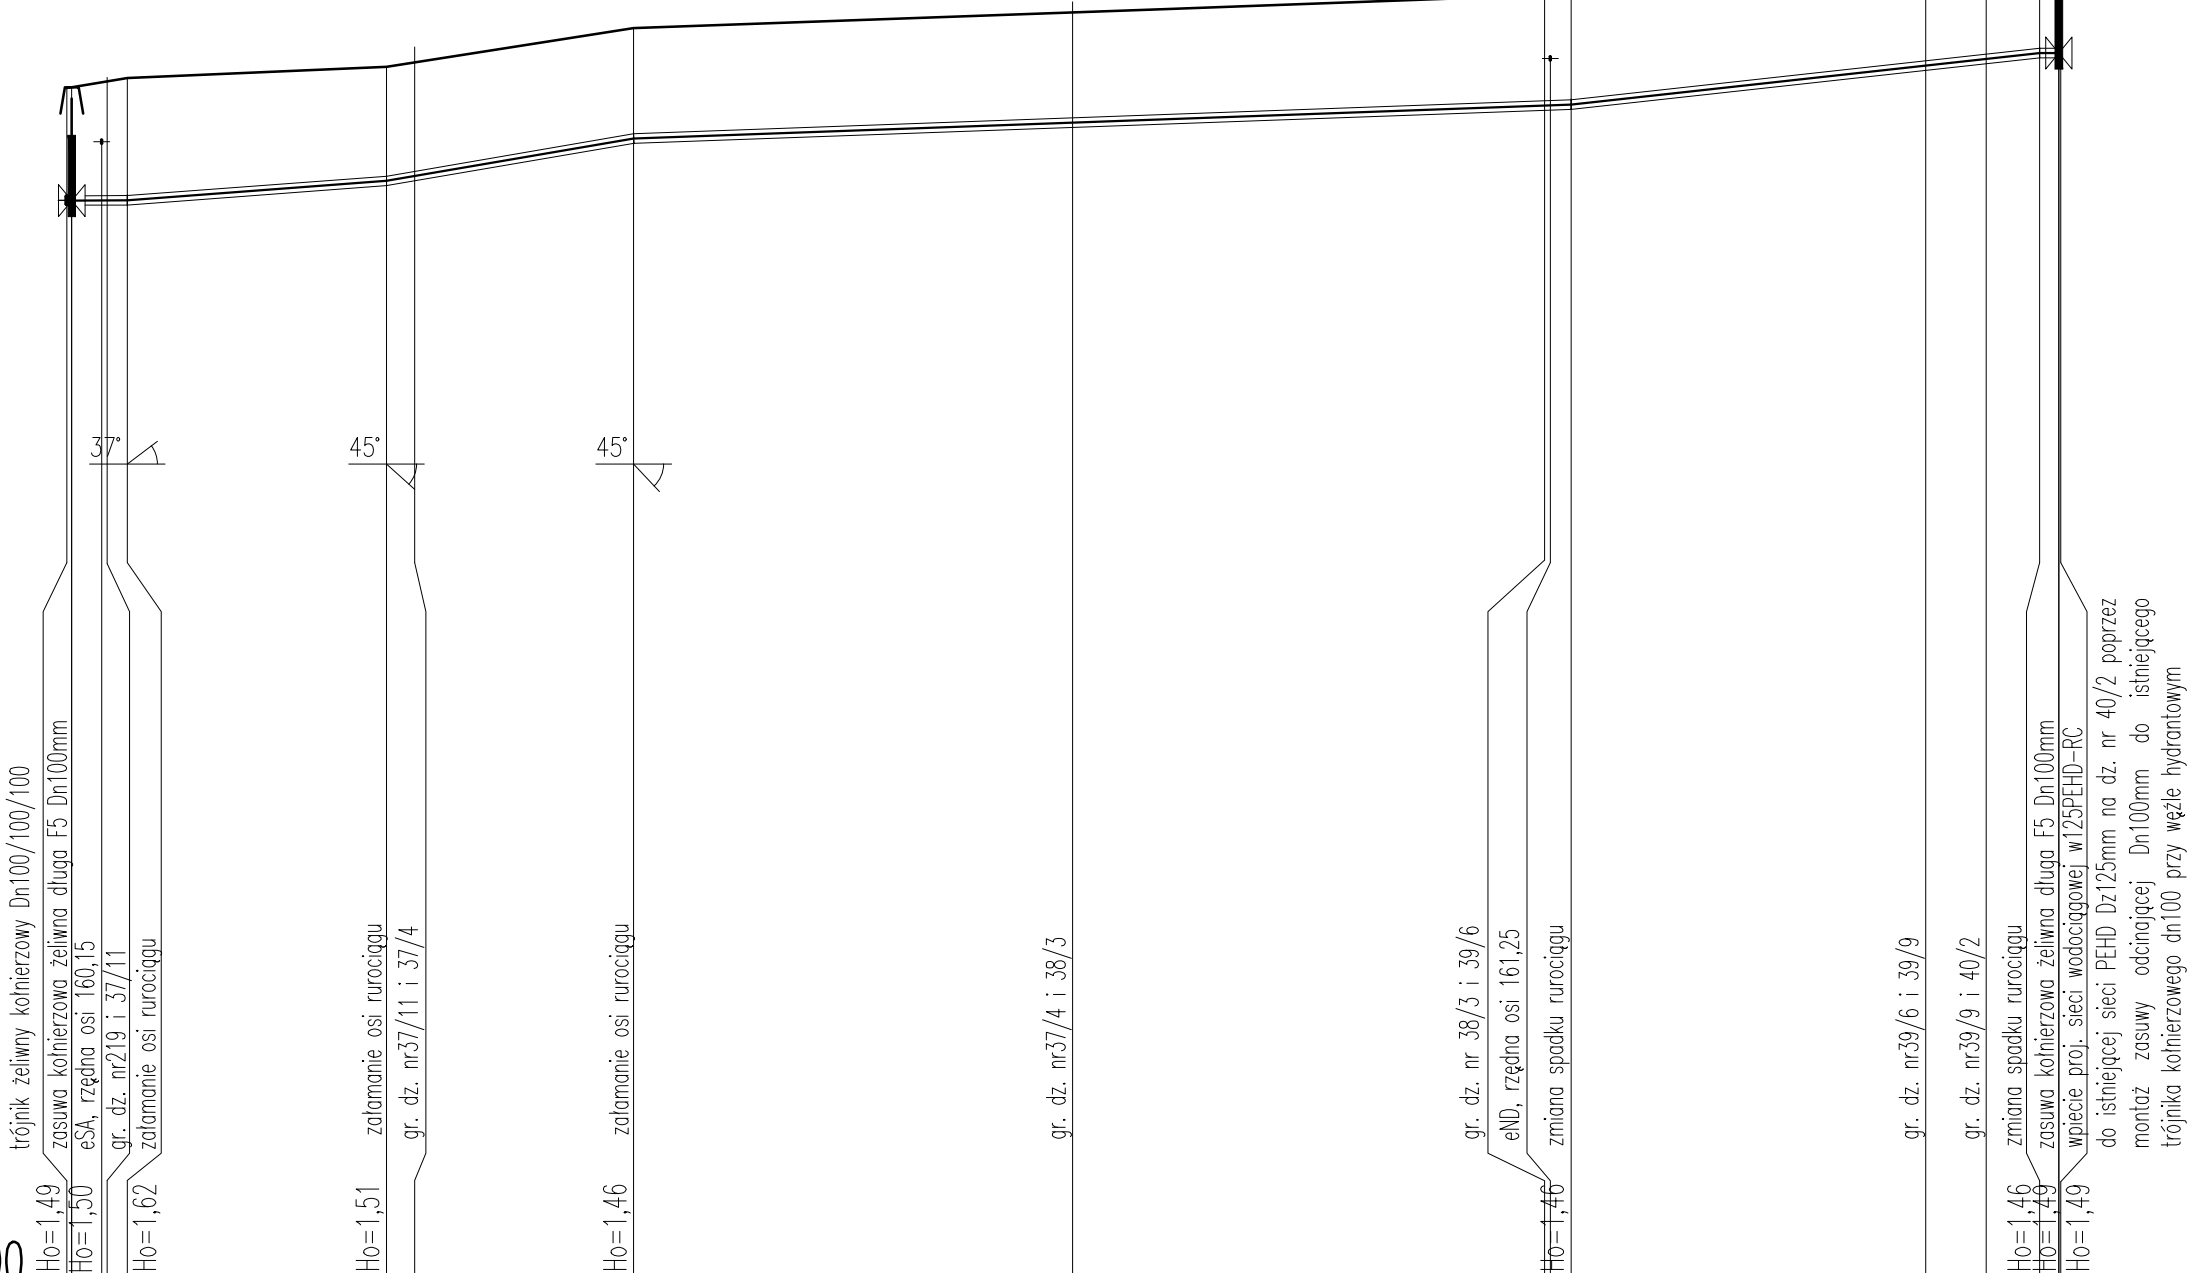 37°
45°
45°
trójnik żeliwny kołnierzowy Dn100/100/100
zasuwa kołnierzowa żeliwna długa F5 Dn100mm
eSA, rzędna osi 160,15
gr. dz. nr219 i 37/11
załamanie osi rurociągu
załamanie osi rurociągu
gr. dz. nr37/11 i 37/4
załamanie osi rurociągu
gr. dz. nr37/4 i 38/3
gr. dz. nr 38/3 i 39/6
eND, rzędna osi 161,25
zmiana spadku rurociągu
gr. dz. nr39/6 i 39/9
gr. dz. nr39/9 i 40/2
zmiana spadku rurociągu
zasuwa kołnierzowa żeliwna długa F5 Dn100mm
wpiecie proj. sieci wodociągowej w125PEHD-RC
do istniejącej sieci PEHD Dz125mm na dz. nr 40/2 poprzez
montaż zasuwy odcinającej Dn100mm do istniejącego
trójnika kołnierzowego dn100 przy węźle hydrantowym
Ho=1,49
Ho=1,50
Ho=1,62
Ho=1,51
Ho=1,46
Ho=1,46
Ho=1,46
Ho=1,49
Ho=1,49